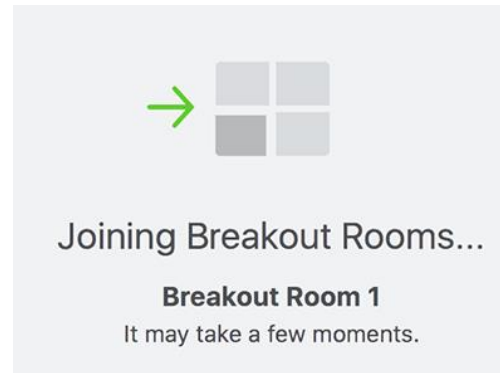 Joining Breakout Rooms...
Breakout Room 1
It may take a few moments.